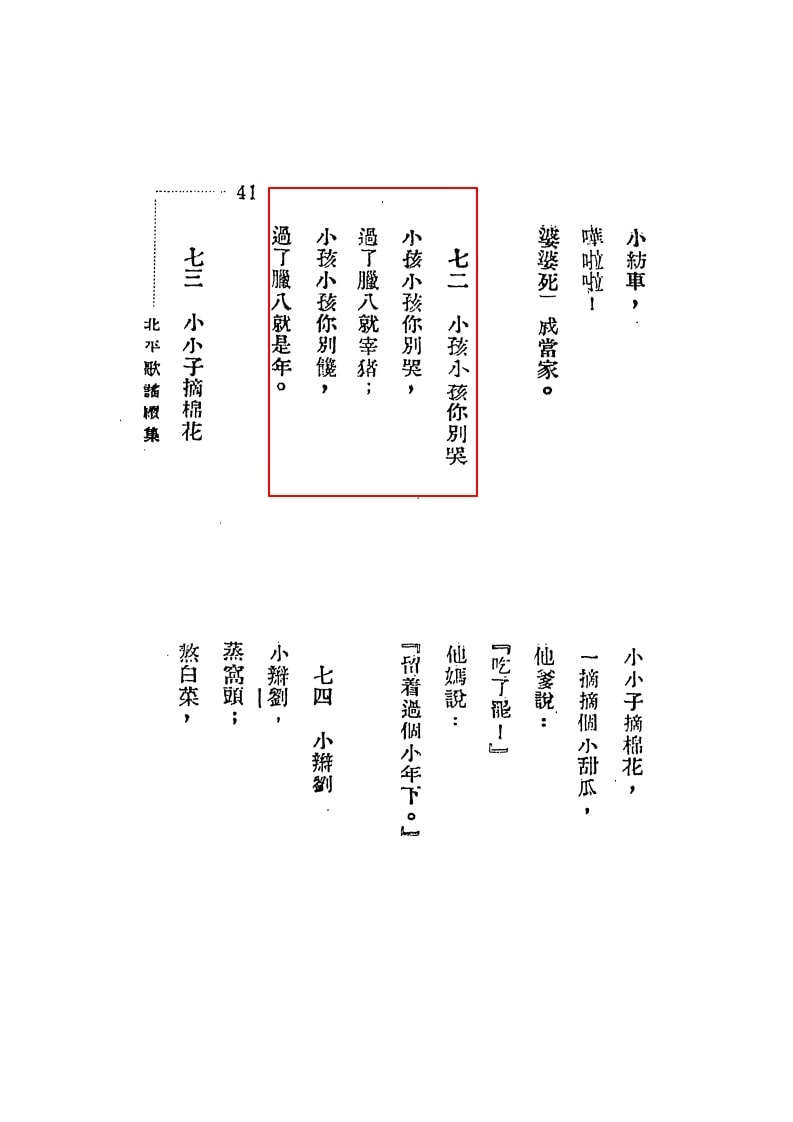 小紡車，
嘩啦啦！
婆婆死當家。
七二　小孩小孩你別哭
小孩小孩你別哭，
過了臘八就宰猪；
小孩小孩你別饞，
過了臘八就是年。
七三　小小子摘棉花
小小子摘棉花，
一摘摘個小甜瓜，
他爹說：
『吃了罷！』
他媽說：
『留着過個小年下。』
七四　小辮劉
小辮劉，
蒸窩頭；
熬白菜，
41
北平歌謠續集